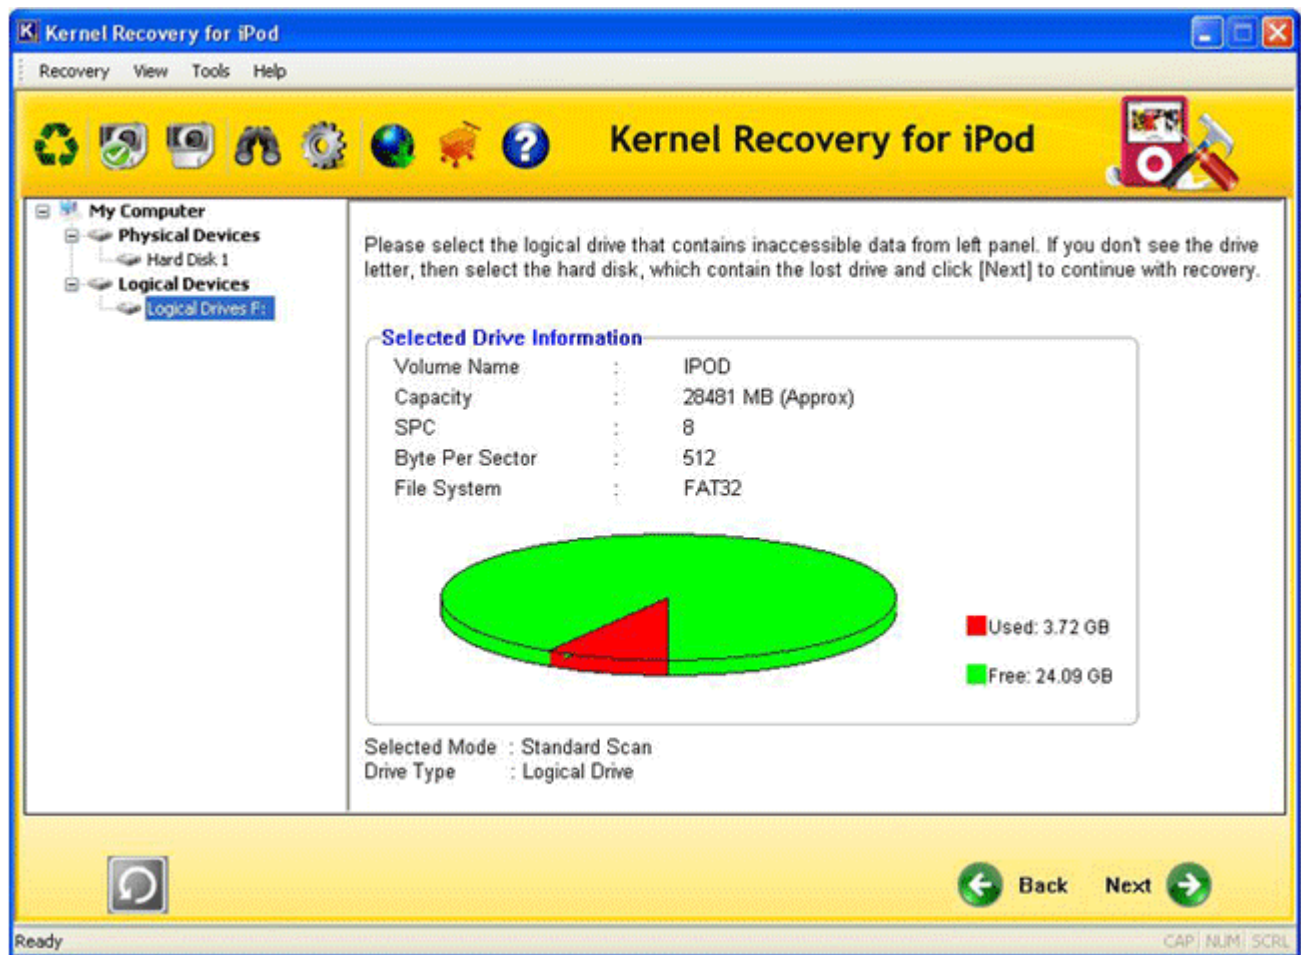 Kernel Recovery for iPod
Recovery View Tools Help
Kernel Recovery for iPod
My Computer
Physical Devices
Hard Disk 1
Logical Devices
Logical Drives F:
Please select the logical drive that contains inaccessible data from left panel. If you don't see the drive
letter, then select the hard disk, which contain the lost drive and click [Next] to continue with recovery.
Selected Drive Information
Volume Name : IPOD
Capacity : 28481 MB (Approx)
SPC : 8
Byte Per Sector : 512
File System : FAT32
Used: 3.72 GB
Free: 24.09 GB
Selected Mode : Standard Scan
Drive Type : Logical Drive
Back Next
Ready
CAP NUM SCRL